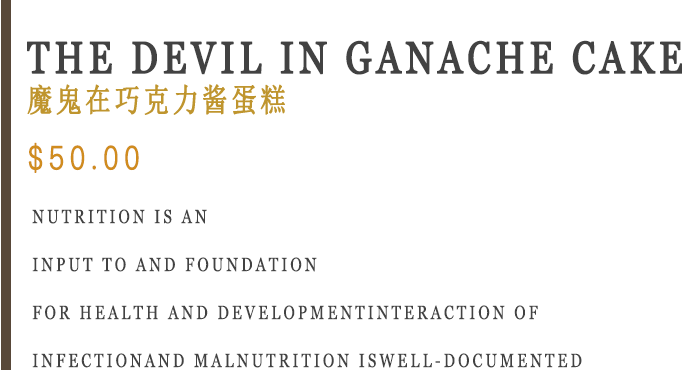 THE DEVIL IN GANACHE CAKE
魔鬼在巧克力酱蛋糕
$50.00
NUTRITION IS AN
INPUT TO AND FOUNDATION
FOR HEALTH AND DEVELOPMENTINTERACTION OF
INFECTIONAND MALNUTRITION ISWELL-DOCUMENTED